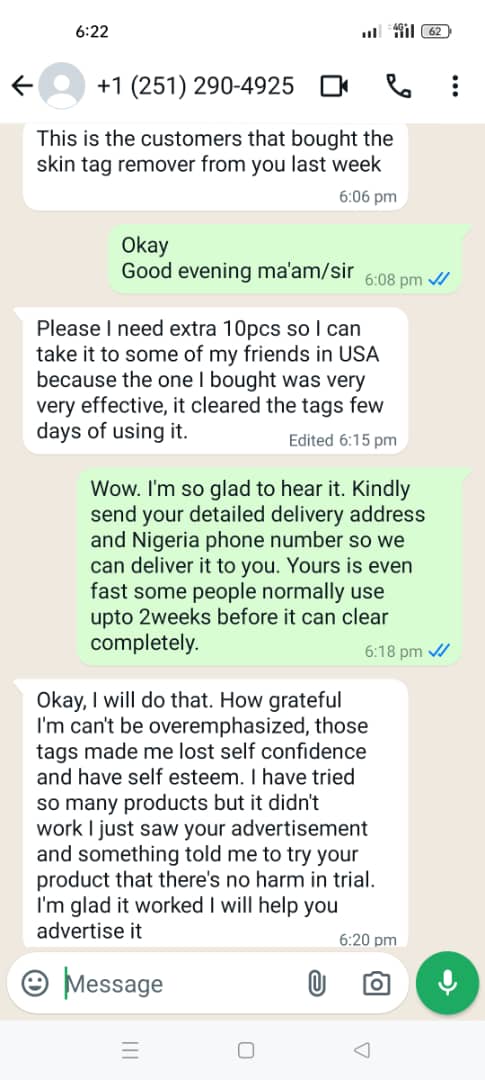 6:22
4G
62
+1 (251) 290-4925
This is the customers that bought the
skin tag remover from you last week
6:06 pm
Okay
Good evening ma'am/sir
6:08 pm
Please I need extra 10pcs so I can
take it to some of my friends in USA
because the one I bought was very
very effective, it cleared the tags few
days of using it.
Edited 6:15 pm
Wow. I'm so glad to hear it. Kindly
send your detailed delivery address
and Nigeria phone number so we
can deliver it to you. Yours is even
fast some people normally use
upto 2weeks before it can clear
completely.
6:18 pm
Okay, I will do that. How grateful
I'm can't be overemphasized, those
tags made me lost self confidence
and have self esteem. I have tried
so many products but it didn't
work I just saw your advertisement
and something told me to try your
product that there's no harm in trial.
I'm glad it worked I will help you
advertise it
6:20 pm
Message